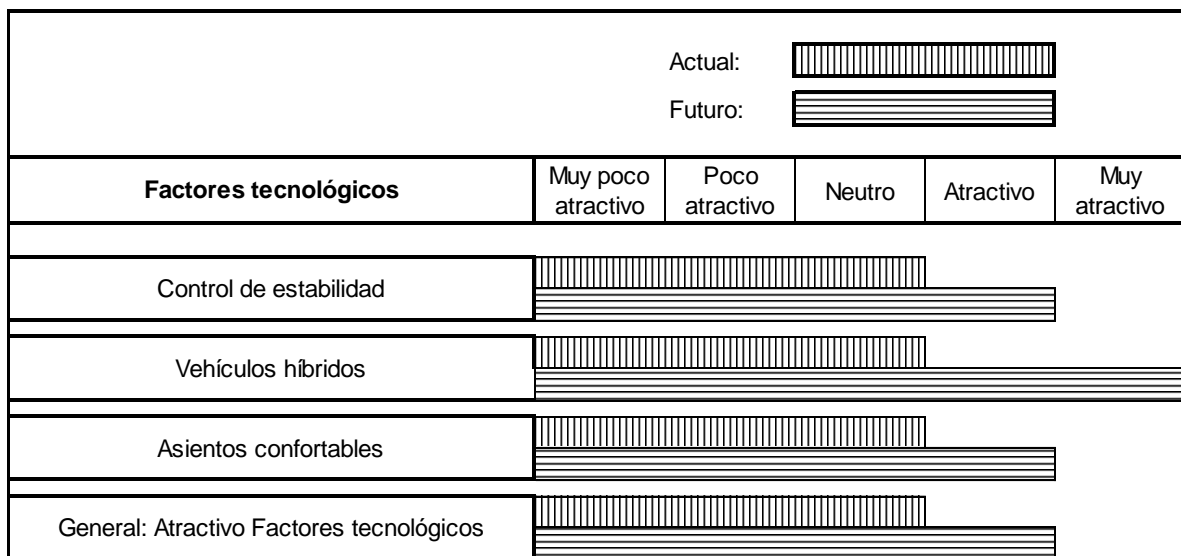 Actual:
Futuro:
Factores tecnológicos
Muy poco
atractivo
Poco
atractivo
Neutro
Atractivo
Muy
atractivo
Control de estabilidad
Vehículos híbridos
Asientos confortables
General: Atractivo Factores tecnológicos